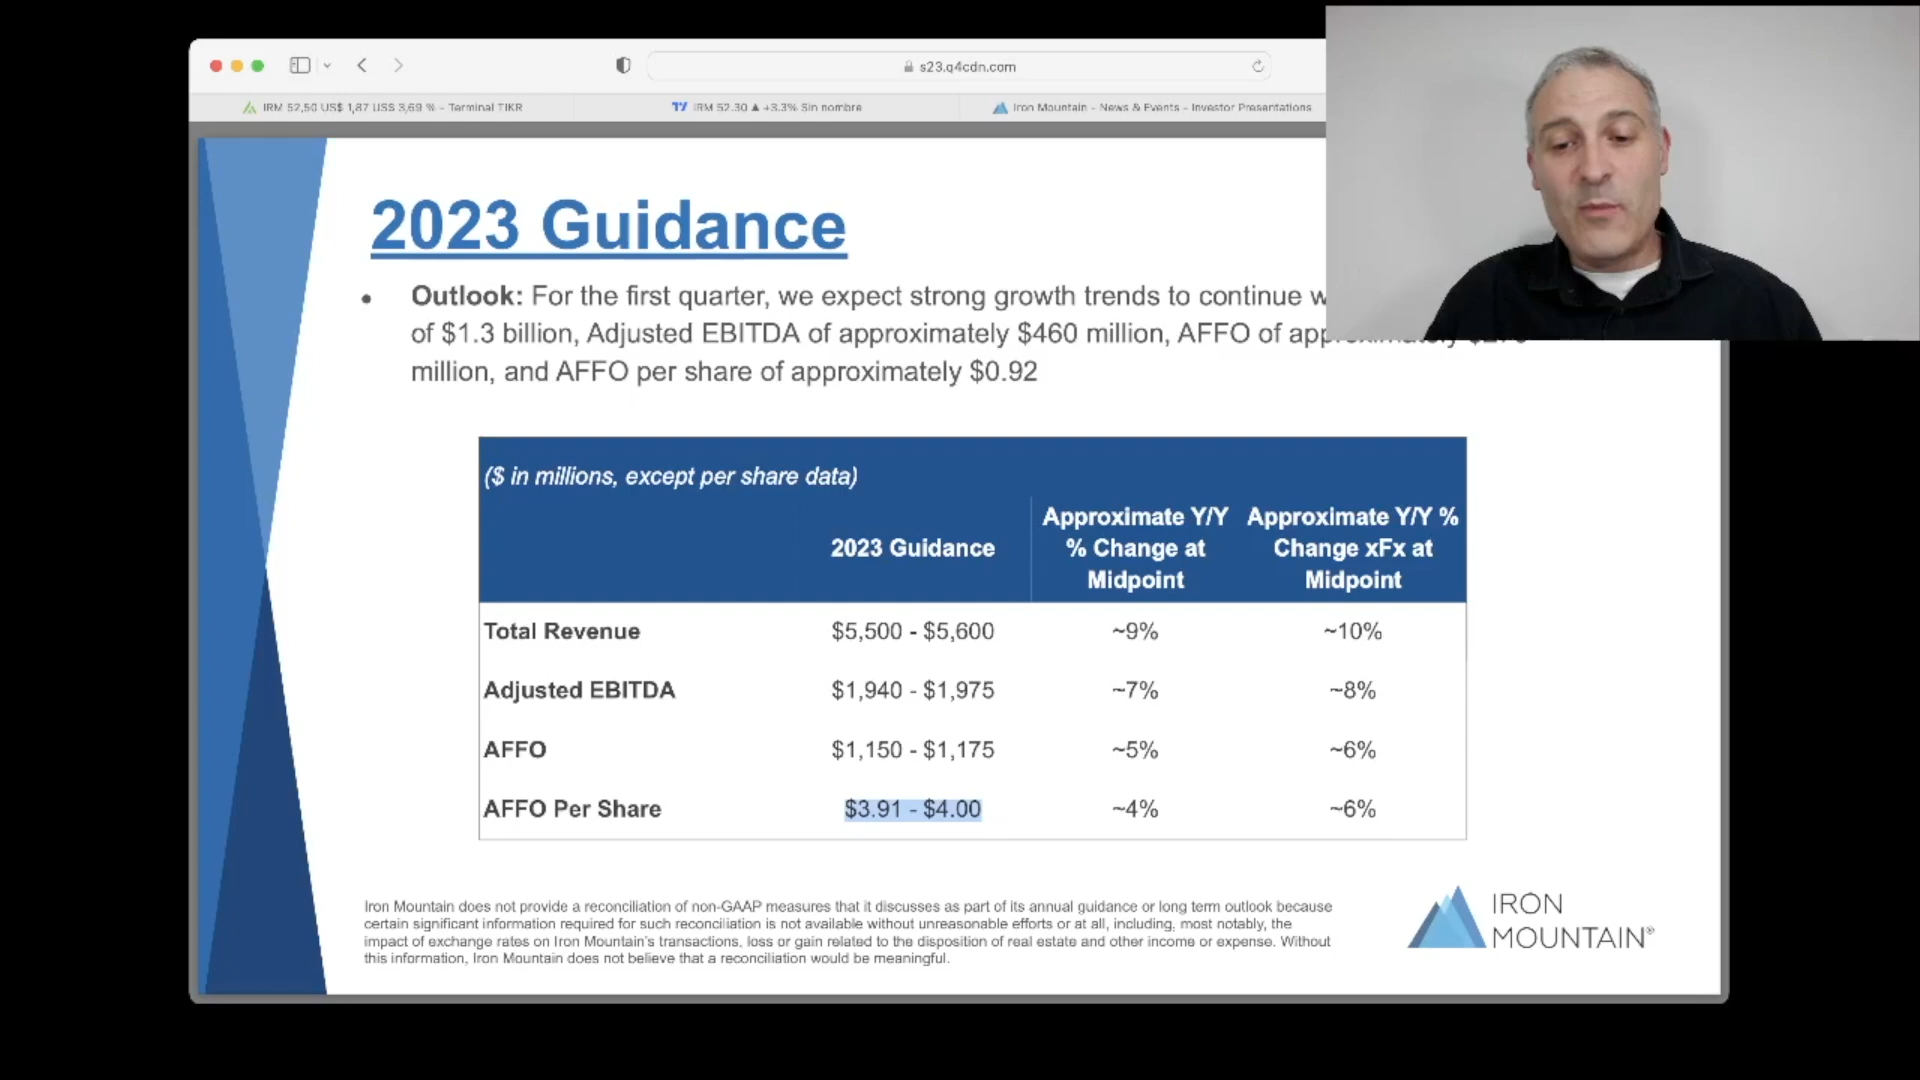 s23.q4cdn.com
IRM 52,50 US$ 1,87 US$ 3,69 % - Terminal TIKR
IRM 52.30 ▲ +3.3% Sin nombre
Iron Mountain - News & Events - Investor Presentations
2023 Guidance
• Outlook: For the first quarter, we expect strong growth trends to continue
of $1.3 billion, Adjusted EBITDA of approximately $460 million, AFFO of approximately
million, and AFFO per share of approximately $0.92
($ in millions, except per share data)
2023 Guidance
Approximate Y/Y
% Change at
Midpoint
Approximate Y/Y %
Change xFx at
Midpoint
Total Revenue $5,500 - $5,600 ~9% ~10%
Adjusted EBITDA $1,940 - $1,975 ~7% ~8%
AFFO $1,150 - $1,175 ~5% ~6%
AFFO Per Share $3.91 - $4.00 ~4% ~6%
Iron Mountain does not provide a reconciliation of non-GAAP measures that it discusses as part of its annual guidance or long term outlook because
certain significant information required for such reconciliation is not available without unreasonable efforts or at all, including, most notably, the
impact of exchange rates on Iron Mountain's transactions, loss or gain related to the disposition of real estate and other income or expense. Without
this information, Iron Mountain does not believe that a reconciliation would be meaningful.
IRON
MOUNTAIN®